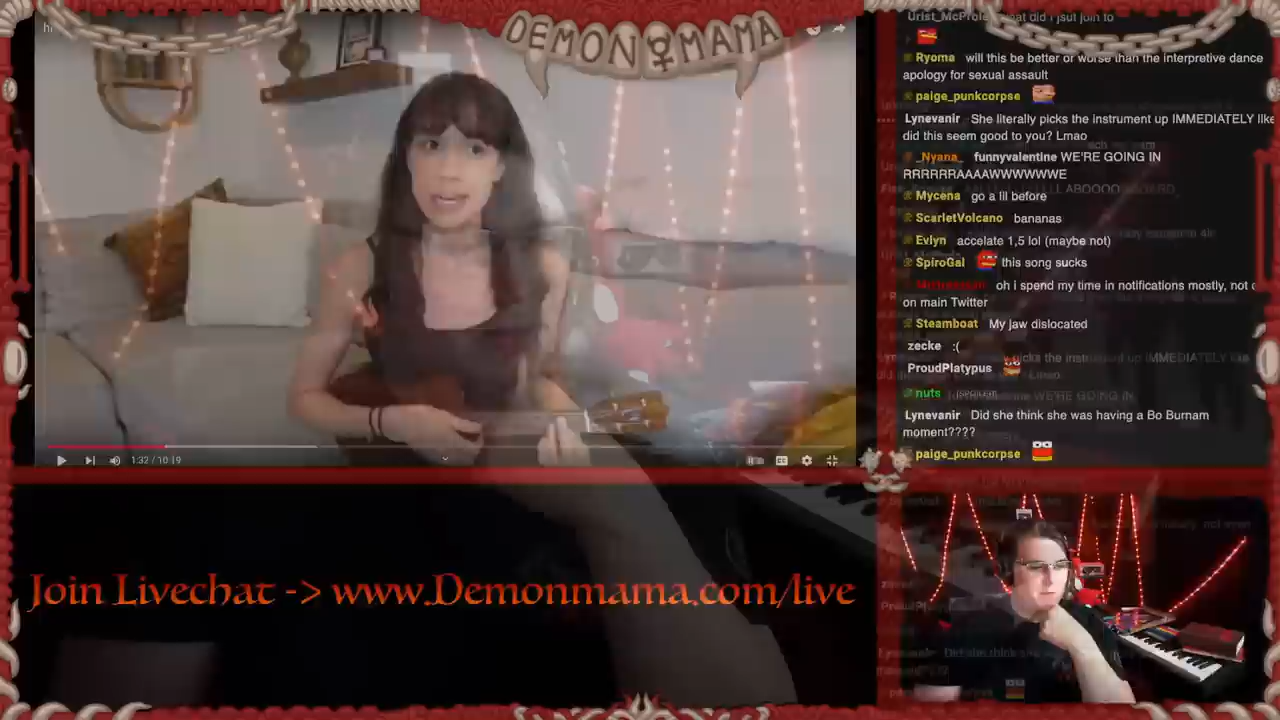 hi
DEMON MAMA
1:32 / 10:19
Join Livechat -> www.Demonmama.com/live
Urist_McProle what did i jsut join to
Ryoma will this be better or worse than the interpretive dance
apology for sexual assault
paige_punkcorpse
Lynevanir She literally picks the instrument up IMMEDIATELY like
did this seem good to you? Lmao
_Nyana_ funnyvalentine WE'RE GOING IN
RRRRRRAAAAWWWWWWE
Mycena go a lil before
ScarletVolcano bananas
Evlyn accelate 1,5 lol (maybe not)
SpiroGal this song sucks
oh i spend my time in notifications mostly, not
on main Twitter
Steamboat My jaw dislocated
zecke :(
ProudPlatypus
nuts
Lynevanir Did she think she was having a Bo Burnam
moment????
paige_punkcorpse